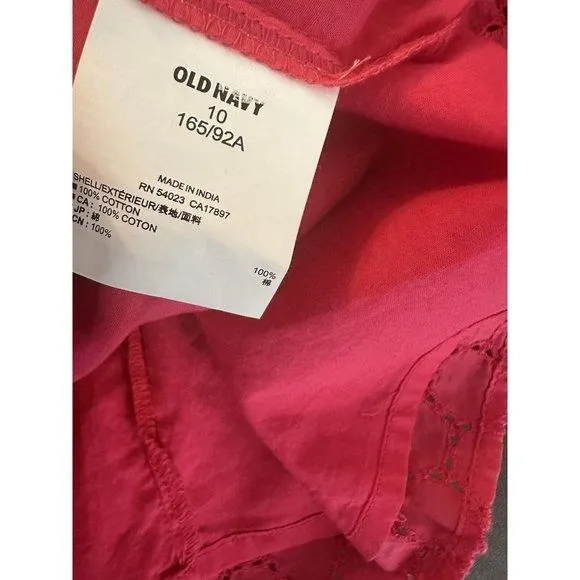 OLD NAVY
10
165/92A
MADE IN INDIA
RN 54023 CA17897
SHELL/EXTÉRIEUR/表地/面料
100% COTTON
CA : 100% COTON
JP : 綿
CN : 100%
100%
棉